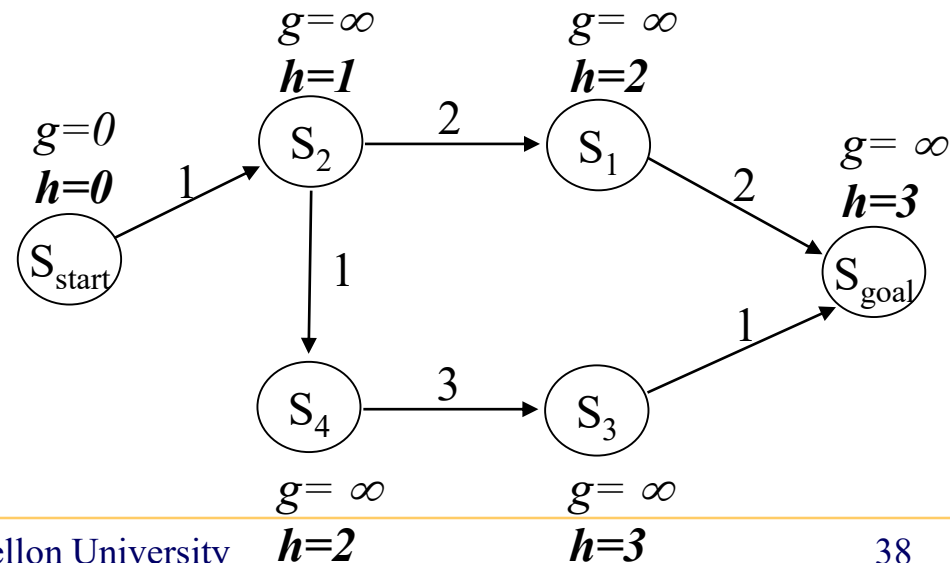 g=∞
h=1
g= ∞
h=2
g=0
h=0
g= ∞
h=3
S2
2
S1
1
2
Sstart
1
Sgoal
1
S4
3
S3
g= ∞
h=2
g= ∞
h=3
ellon University
38